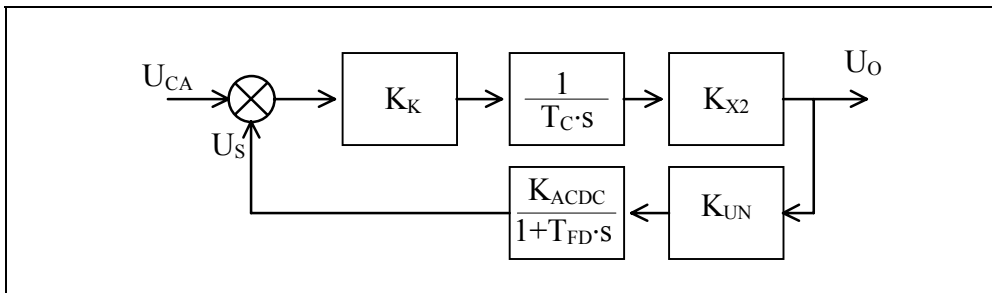 U_CA
K_K
1
T_C·s
K_X2
U_O
U_S
K_ACDC
1+T_FD·s
K_UN